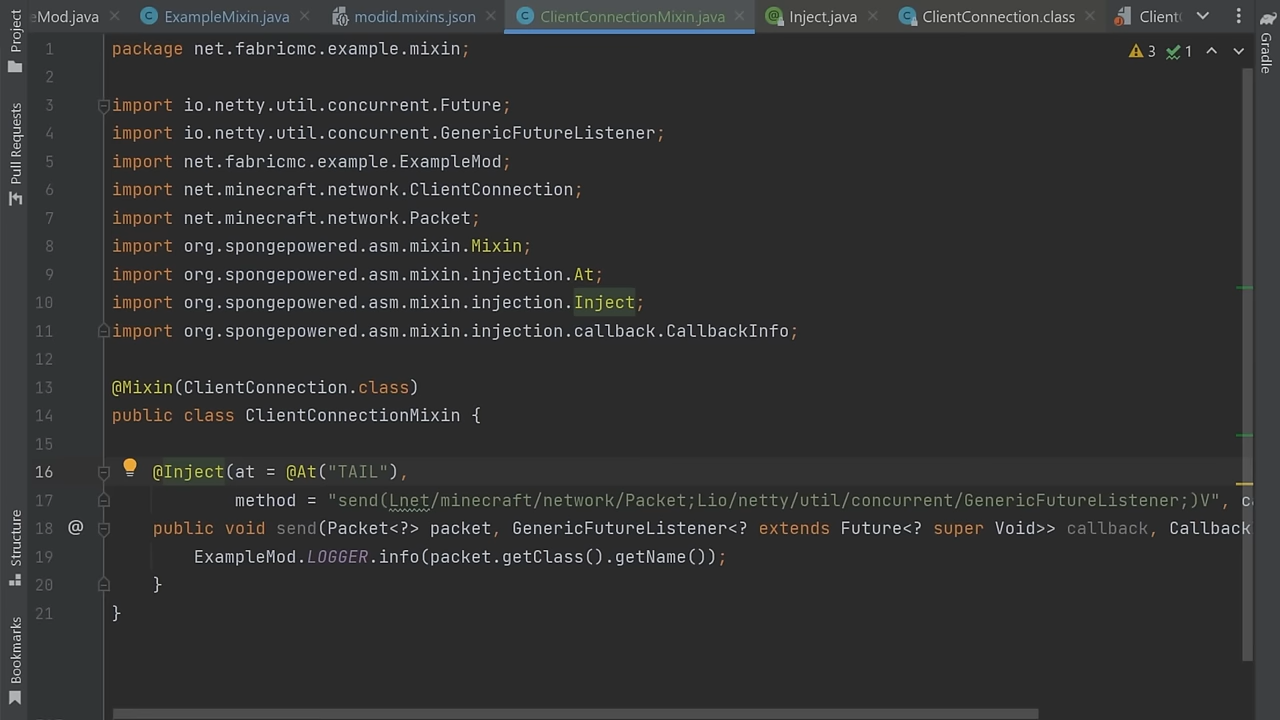 eMod.java
ExampleMixin.java
modid.mixins.json
ClientConnectionMixin.java
Inject.java
ClientConnection.class
Client
Project
Pull Requests
Structure
Bookmarks
Gradle
3 1
1 package net.fabricmc.example.mixin;
2
3 import io.netty.util.concurrent.Future;
4 import io.netty.util.concurrent.GenericFutureListener;
5 import net.fabricmc.example.ExampleMod;
6 import net.minecraft.network.ClientConnection;
7 import net.minecraft.network.Packet;
8 import org.spongepowered.asm.mixin.Mixin;
9 import org.spongepowered.asm.mixin.injection.At;
10 import org.spongepowered.asm.mixin.injection.Inject;
11 import org.spongepowered.asm.mixin.injection.callback.CallbackInfo;
12
13 @Mixin(ClientConnection.class)
14 public class ClientConnectionMixin {
15
16 @Inject(at = @At("TAIL"),
17 method = "send(Lnet/minecraft/network/Packet;Lio/netty/util/concurrent/GenericFutureListener;)V",
18 @ public void send(Packet<?> packet, GenericFutureListener<? extends Future<? super Void>> callback, Callback
19 ExampleMod.LOGGER.info(packet.getClass().getName());
20 }
21 }